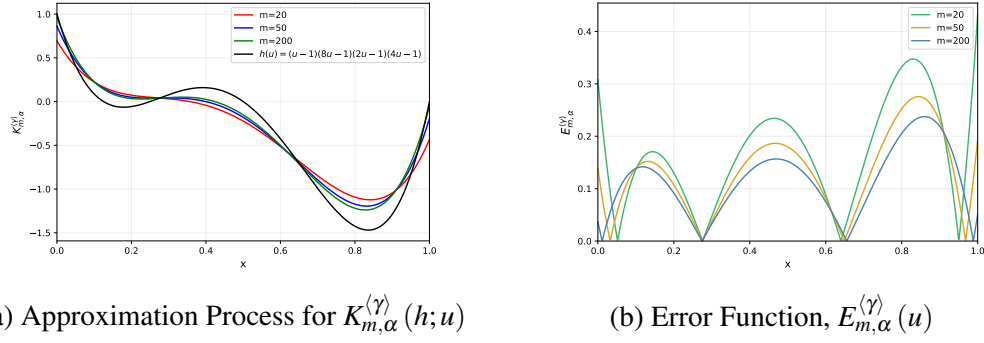 1.0
0.5
0.0
−0.5
−1.0
−1.5
K_{m,α}^{⟨γ⟩}
0.0 0.2 0.4 0.6 0.8 1.0
x
m=20
m=50
m=200
h(u)=(u−1)(8u−1)(2u−1)(4u−1)
0.4
0.3
0.2
0.1
0.0
E_{m,α}^{⟨γ⟩}
0.0 0.2 0.4 0.6 0.8 1.0
x
m=20
m=50
m=200
) Approximation Process for K_{m,α}^{⟨γ⟩}(h;u)
(b) Error Function, E_{m,α}^{⟨γ⟩}(u)